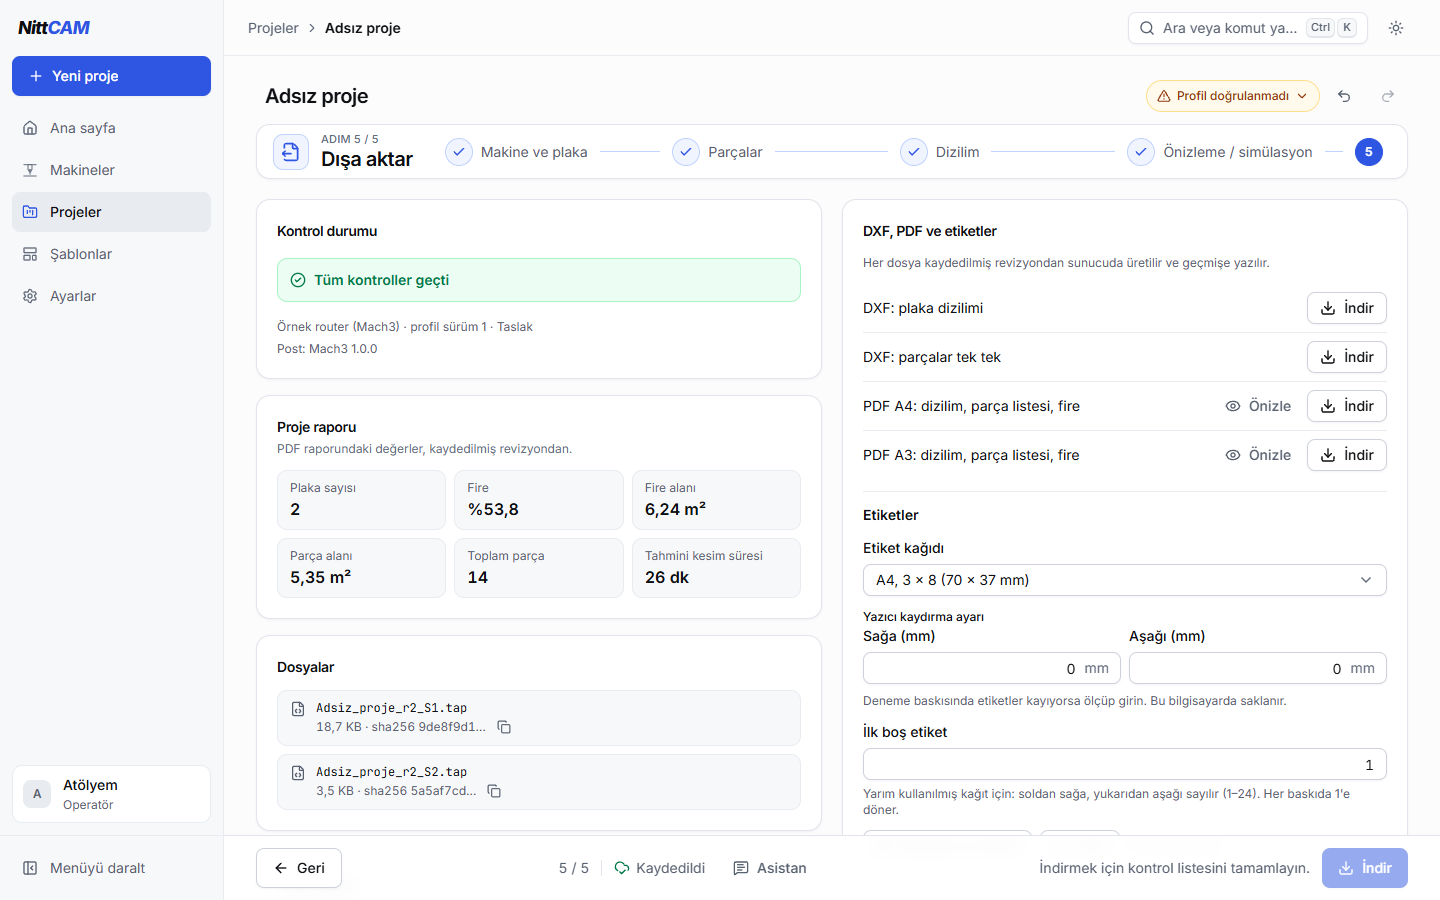 NittCAM
Yeni proje
Ana sayfa
Makineler
Projeler
Şablonlar
Ayarlar
A
Atölyem
Operatör
Menüyü daralt
Projeler > Adsız proje
Ara veya komut ya... Ctrl K
Adsız proje
Profil doğrulanmadı
ADIM 5 / 5
Dışa aktar
Makine ve plaka
Parçalar
Dizilim
Önizleme / simülasyon
5
Kontrol durumu
Tüm kontroller geçti
Örnek router (Mach3) · profil sürüm 1 · Taslak
Post: Mach3 1.0.0
Proje raporu
PDF raporundaki değerler, kaydedilmiş revizyondan.
Plaka sayısı
2
Fire
%53,8
Fire alanı
6,24 m²
Parça alanı
5,35 m²
Toplam parça
14
Tahmini kesim süresi
26 dk
Dosyalar
Adsiz_proje_r2_S1.tap
18,7 KB · sha256 9de8f9d1...
Adsiz_proje_r2_S2.tap
3,5 KB · sha256 5a5af7cd...
DXF, PDF ve etiketler
Her dosya kaydedilmiş revizyondan sunucuda üretilir ve geçmişe yazılır.
DXF: plaka dizilimi İndir
DXF: parçalar tek tek İndir
PDF A4: dizilim, parça listesi, fire Önizle İndir
PDF A3: dizilim, parça listesi, fire Önizle İndir
Etiketler
Etiket kağıdı
A4, 3 × 8 (70 × 37 mm)
Yazıcı kaydırma ayarı
Sağa (mm) Aşağı (mm)
0 mm 0 mm
Deneme baskısında etiketler kayıyorsa ölçüp girin. Bu bilgisayarda saklanır.
İlk boş etiket
1
Yarım kullanılmış kağıt için: soldan sağa, yukarıdan aşağı sayılır (1–24). Her baskıda 1'e
döner.
Geri
5 / 5
Kaydedildi
Asistan
İndirmek için kontrol listesini tamamlayın.
İndir